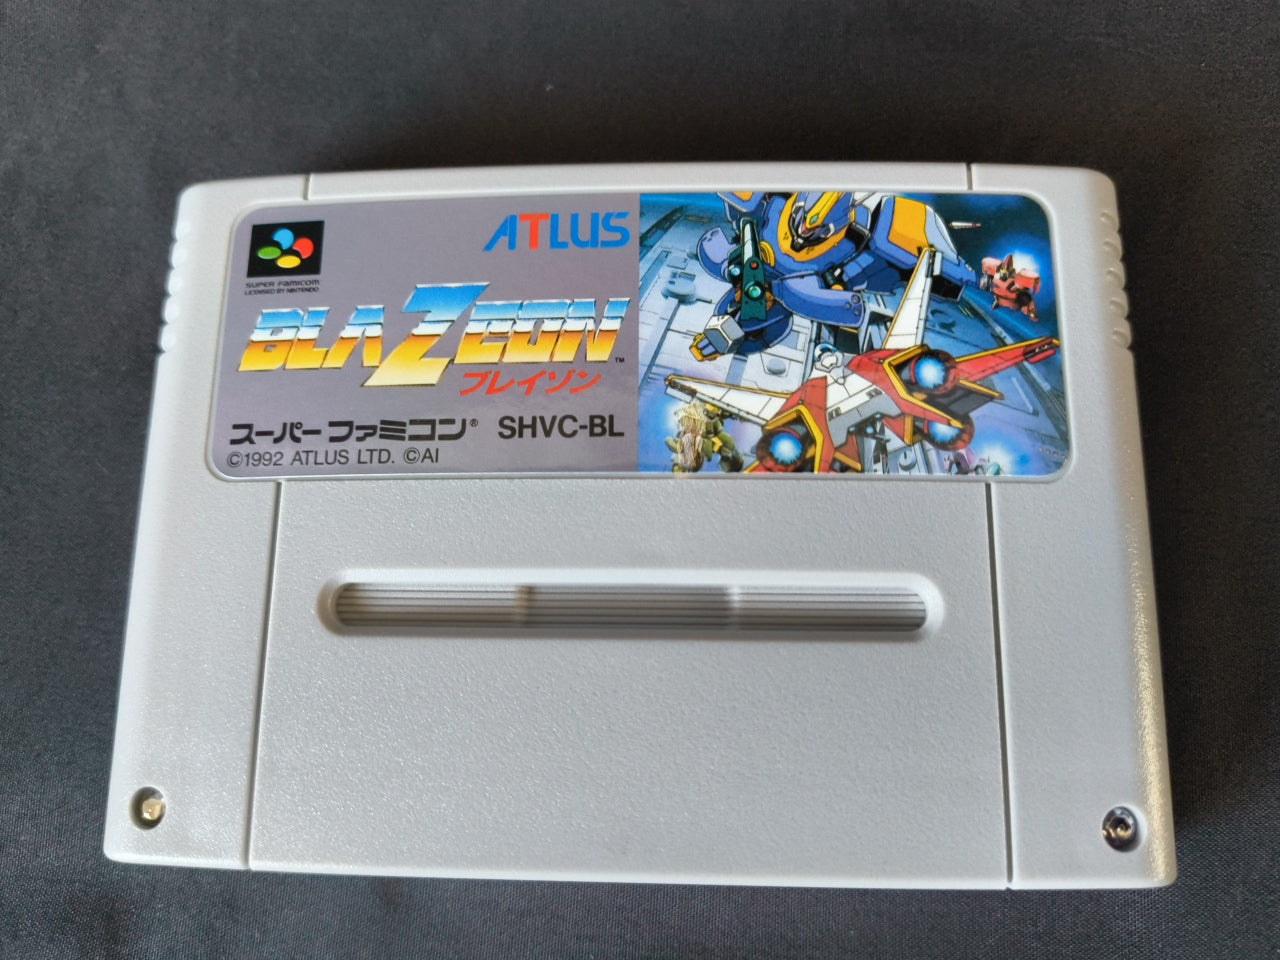 ATLUS
SUPER FAMICOM
LICENSED BY NINTENDO
BLAZEON™
ブレイゾン
スーパーファミコン® SHVC-BL
©1992 ATLUS LTD. ©AI